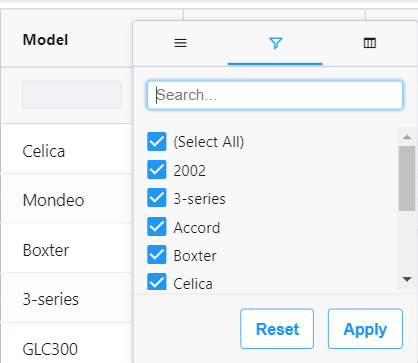 Model
Search...
(Select All)
2002
3-series
Accord
Boxter
Celica
Reset Apply
Celica
Mondeo
Boxter
3-series
GLC300